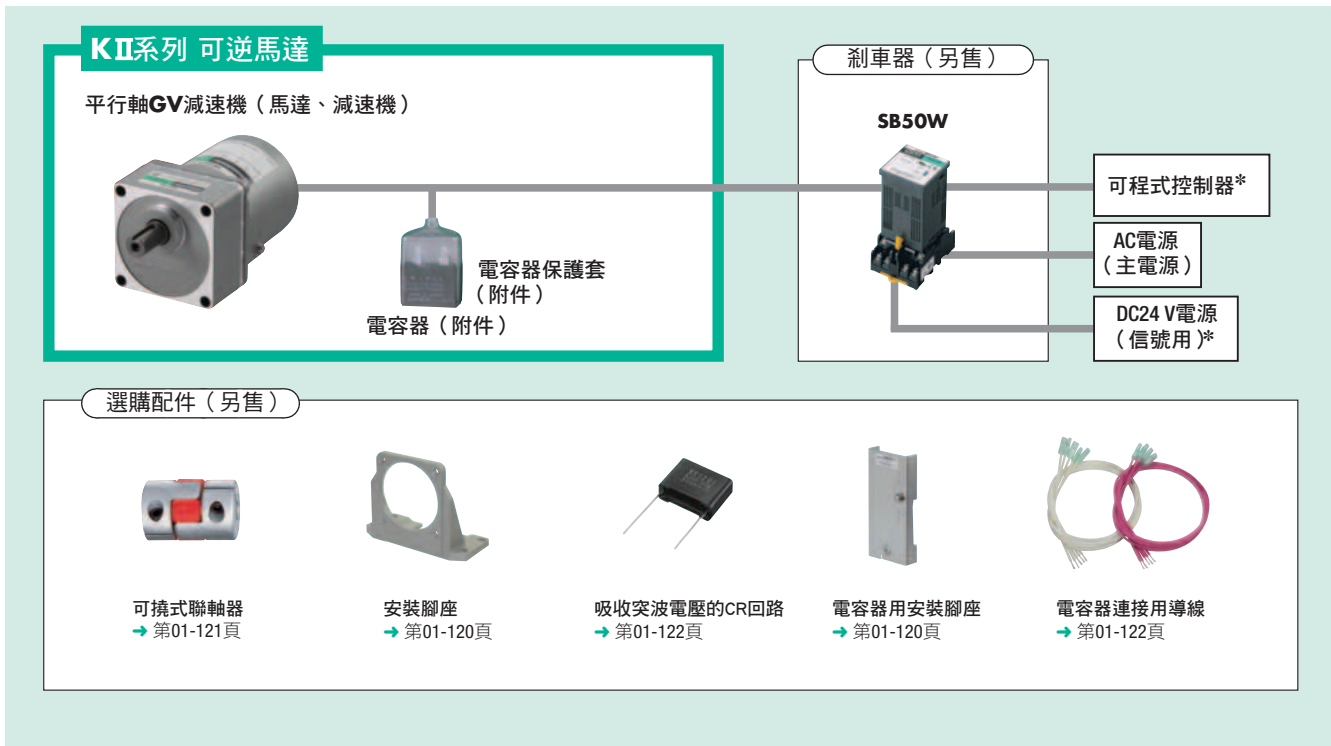 KⅡ系列 可逆馬達
平行軸GV減速機（馬達、減速機）
電容器保護套
（附件）
電容器（附件）
剎車器（另售）
SB50W
可程式控制器*
AC電源
（主電源）
DC24 V電源
（信號用）*
選購配件（另售）
可撓式聯軸器
→ 第01-121頁
安裝腳座
→ 第01-120頁
吸收突波電壓的CR回路
→ 第01-122頁
電容器用安裝腳座
→ 第01-120頁
電容器連接用導線
→ 第01-122頁